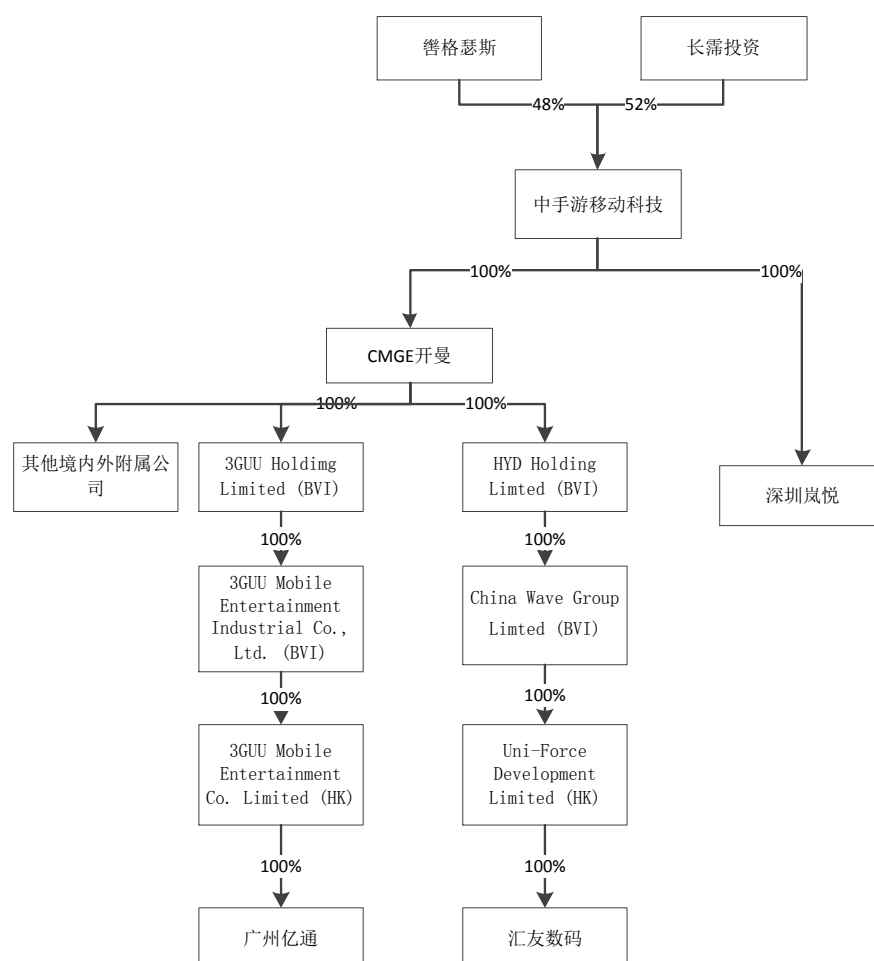 辔格瑟斯
长霈投资
48%
52%
中手游移动科技
100%
100%
CMGE开曼
100%
100%
其他境内外附属公
司
3GUU Holdimg
Limited (BVI)
HYD Holding
Limted (BVI)
深圳岚悦
100%
100%
3GUU Mobile
Entertainment
Industrial Co.,
Ltd. (BVI)
China Wave Group
Limted (BVI)
100%
100%
3GUU Mobile
Entertainment
Co. Limited (HK)
Uni-Force
Development
Limited (HK)
100%
100%
广州亿通
汇友数码